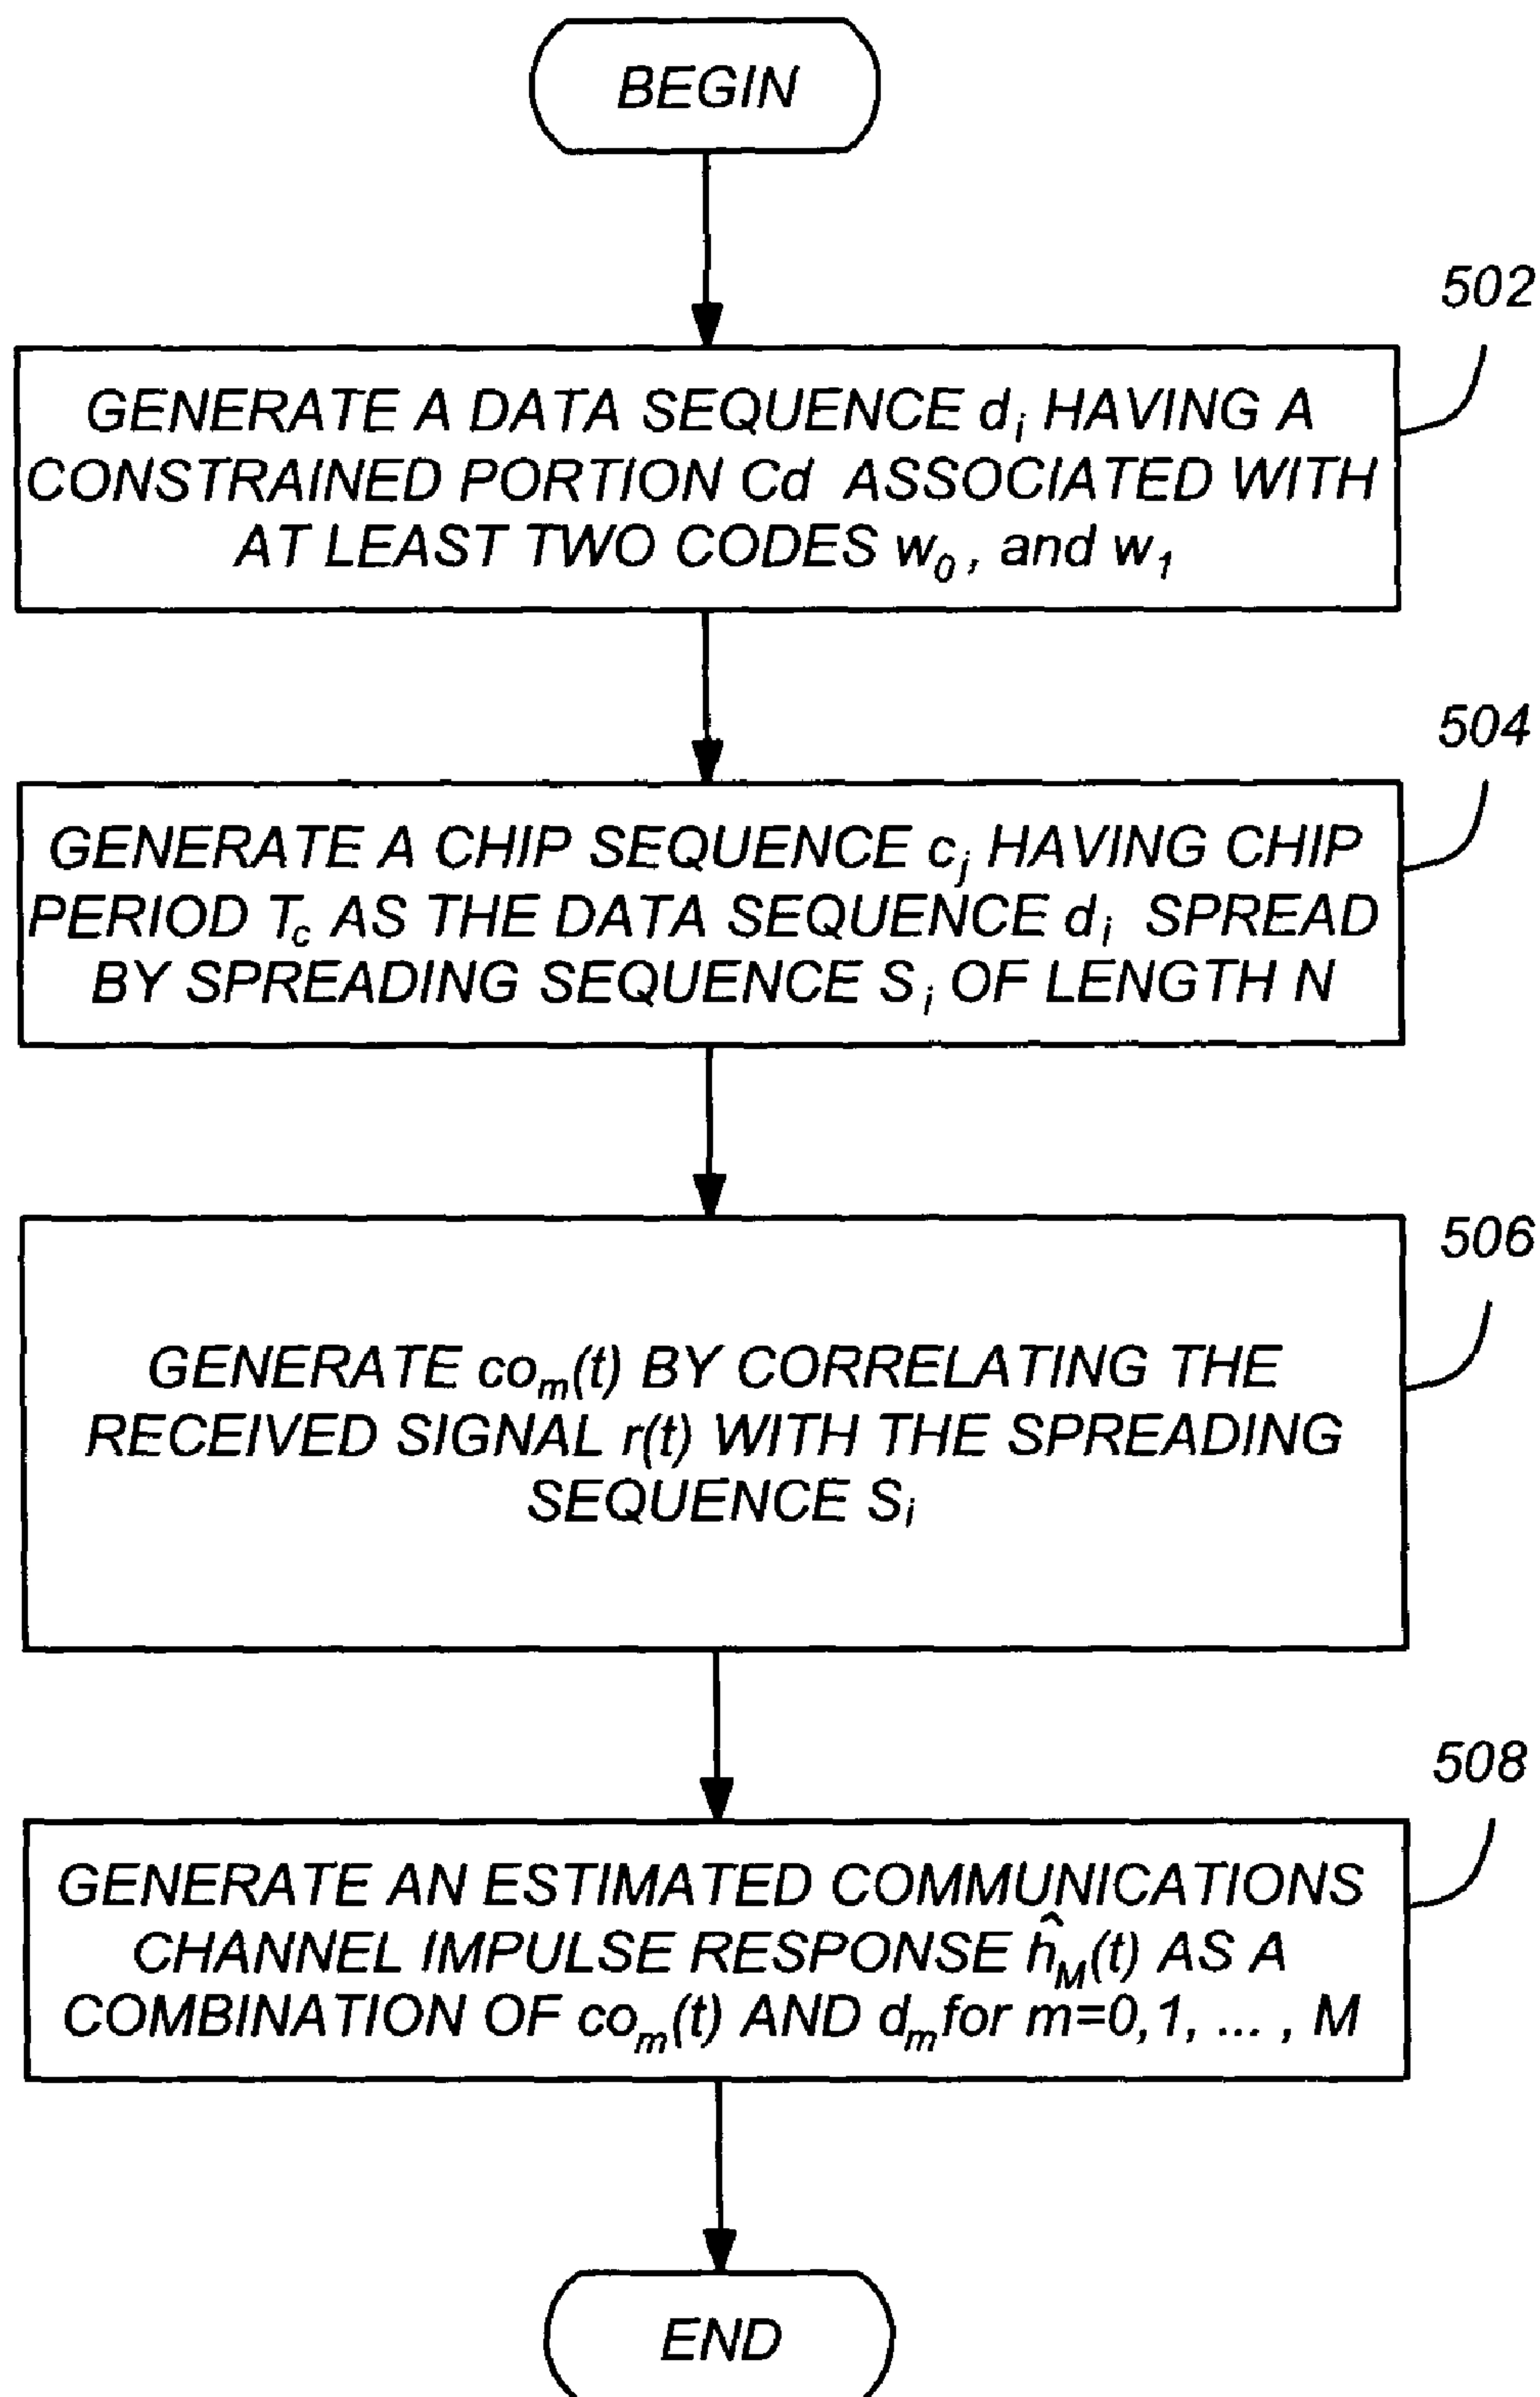 BEGIN
502
GENERATE A DATA SEQUENCE d_i HAVING A
CONSTRAINED PORTION Cd ASSOCIATED WITH
AT LEAST TWO CODES w_0, and w_1
504
GENERATE A CHIP SEQUENCE c_j HAVING CHIP
PERIOD T_c AS THE DATA SEQUENCE d_i SPREAD
BY SPREADING SEQUENCE S_i OF LENGTH N
506
GENERATE co_m(t) BY CORRELATING THE
RECEIVED SIGNAL r(t) WITH THE SPREADING
SEQUENCE S_i
508
GENERATE AN ESTIMATED COMMUNICATIONS
CHANNEL IMPULSE RESPONSE ĥ_M(t) AS A
COMBINATION OF co_m(t) AND d_m for m=0,1, ... , M
END